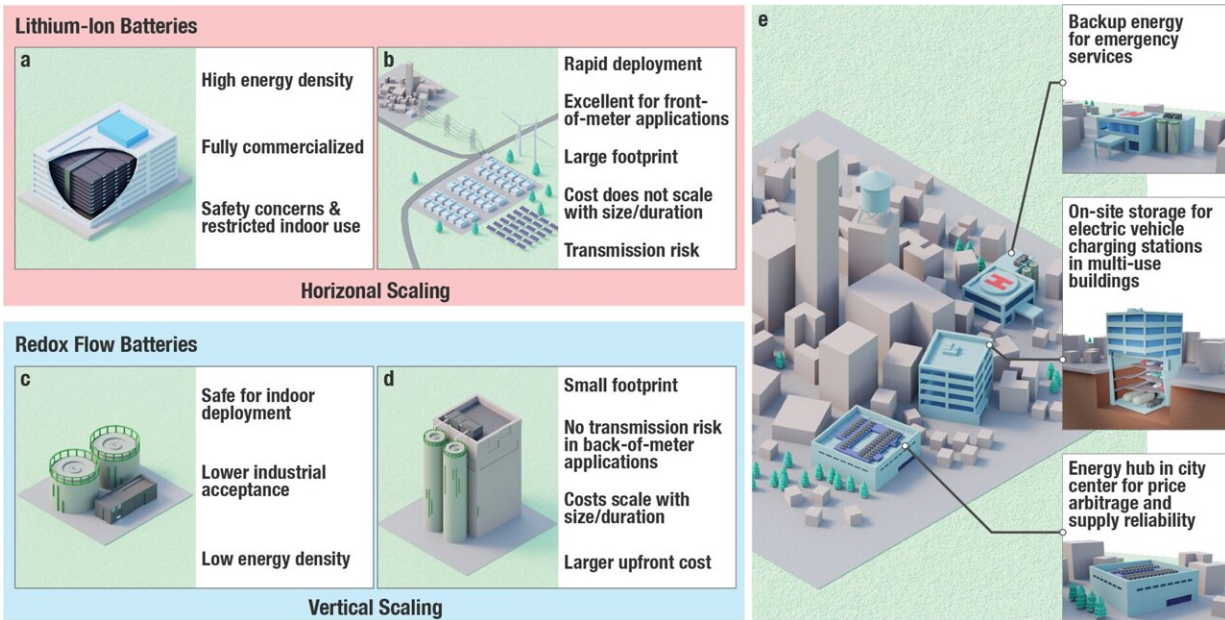 Lithium-Ion Batteries
a
High energy density
Fully commercialized
Safety concerns &
restricted indoor use
b
Rapid deployment
Excellent for front-
of-meter applications
Large footprint
Cost does not scale
with size/duration
Transmission risk
Horizonal Scaling
Redox Flow Batteries
c
Safe for indoor
deployment
Lower industrial
acceptance
Low energy density
d
Small footprint
No transmission risk
in back-of-meter
applications
Costs scale with
size/duration
Larger upfront cost
Vertical Scaling
e
H
Backup energy
for emergency
services
On-site storage for
electric vehicle
charging stations
in multi-use
buildings
Energy hub in city
center for price
arbitrage and
supply reliability